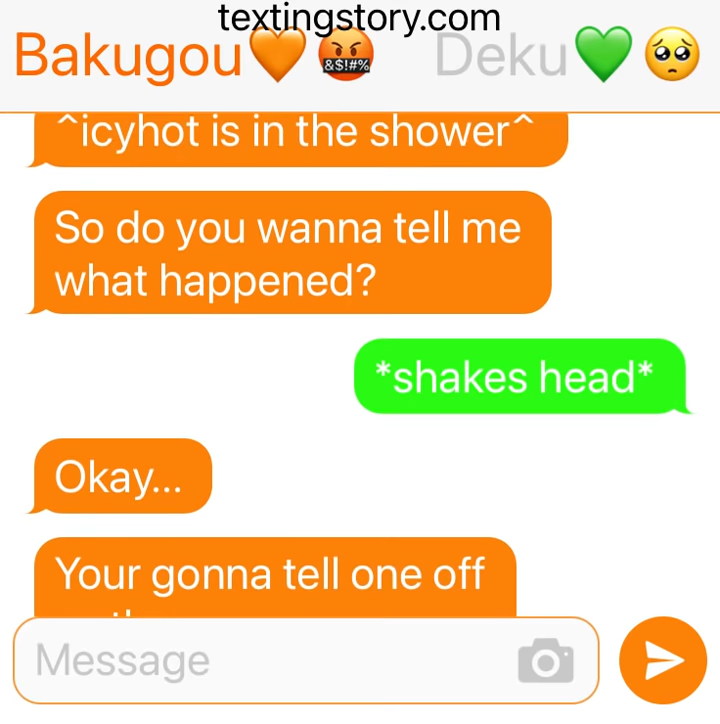 textingstory.com
Bakugou🧡🤬 Deku💚🥺
^icyhot is in the shower^
So do you wanna tell me
what happened?
*shakes head*
Okay...
Your gonna tell one off
Message